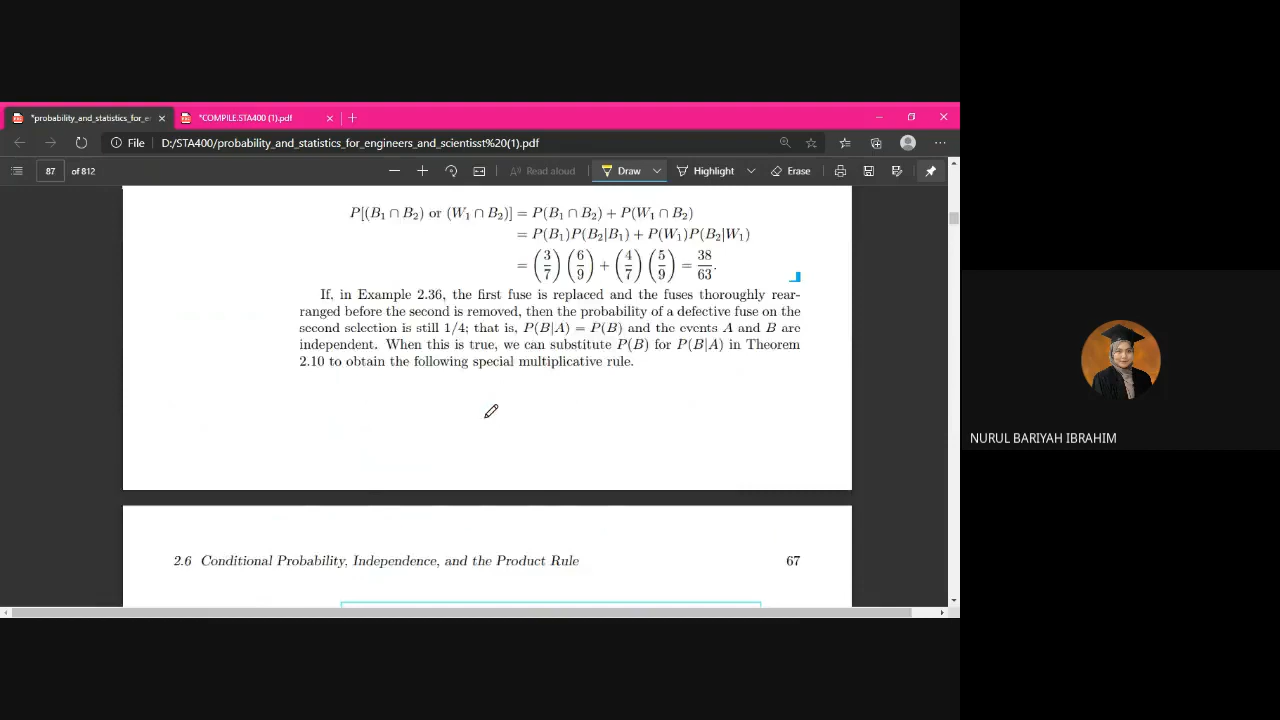 *probability_and_statistics_for_e
*COMPILE.STA400 (1).pdf
File D:/STA400/probability_and_statistics_for_engineers_and_scientisst%20(1).pdf
87 of 812 Read aloud Draw Highlight Erase
P[(B₁ ∩ B₂) or (W₁ ∩ B₂)] = P(B₁ ∩ B₂) + P(W₁ ∩ B₂)
= P(B₁)P(B₂|B₁) + P(W₁)P(B₂|W₁)
= (3/7)(6/9) + (4/7)(5/9) = 38/63.
If, in Example 2.36, the first fuse is replaced and the fuses thoroughly rear-
ranged before the second is removed, then the probability of a defective fuse on the
second selection is still 1/4; that is, P(B|A) = P(B) and the events A and B are
independent. When this is true, we can substitute P(B) for P(B|A) in Theorem
2.10 to obtain the following special multiplicative rule.
2.6 Conditional Probability, Independence, and the Product Rule 67
NURUL BARIYAH IBRAHIM